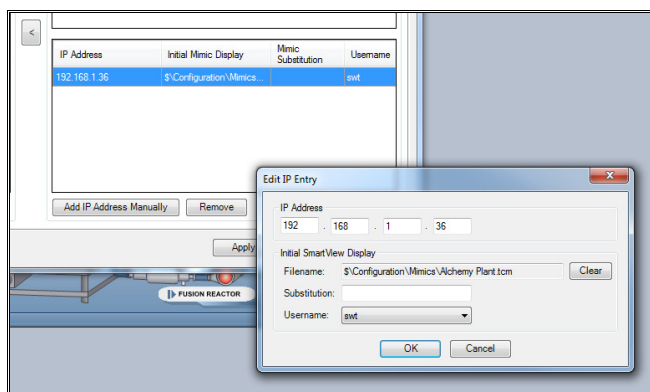 <
IP Address Initial Mimic Display Mimic Substitution Username
192.168.1.36 $\Configuration\Mimics... swt
Add IP Address Manually Remove
Apply
FUSION REACTOR
Edit IP Entry
IP Address
192 . 168 . 1 . 36
Initial SmartView Display
Filename: $\Configuration\Mimics\Alchemy Plant.tcm Clear
Substitution:
Username: swt
OK Cancel